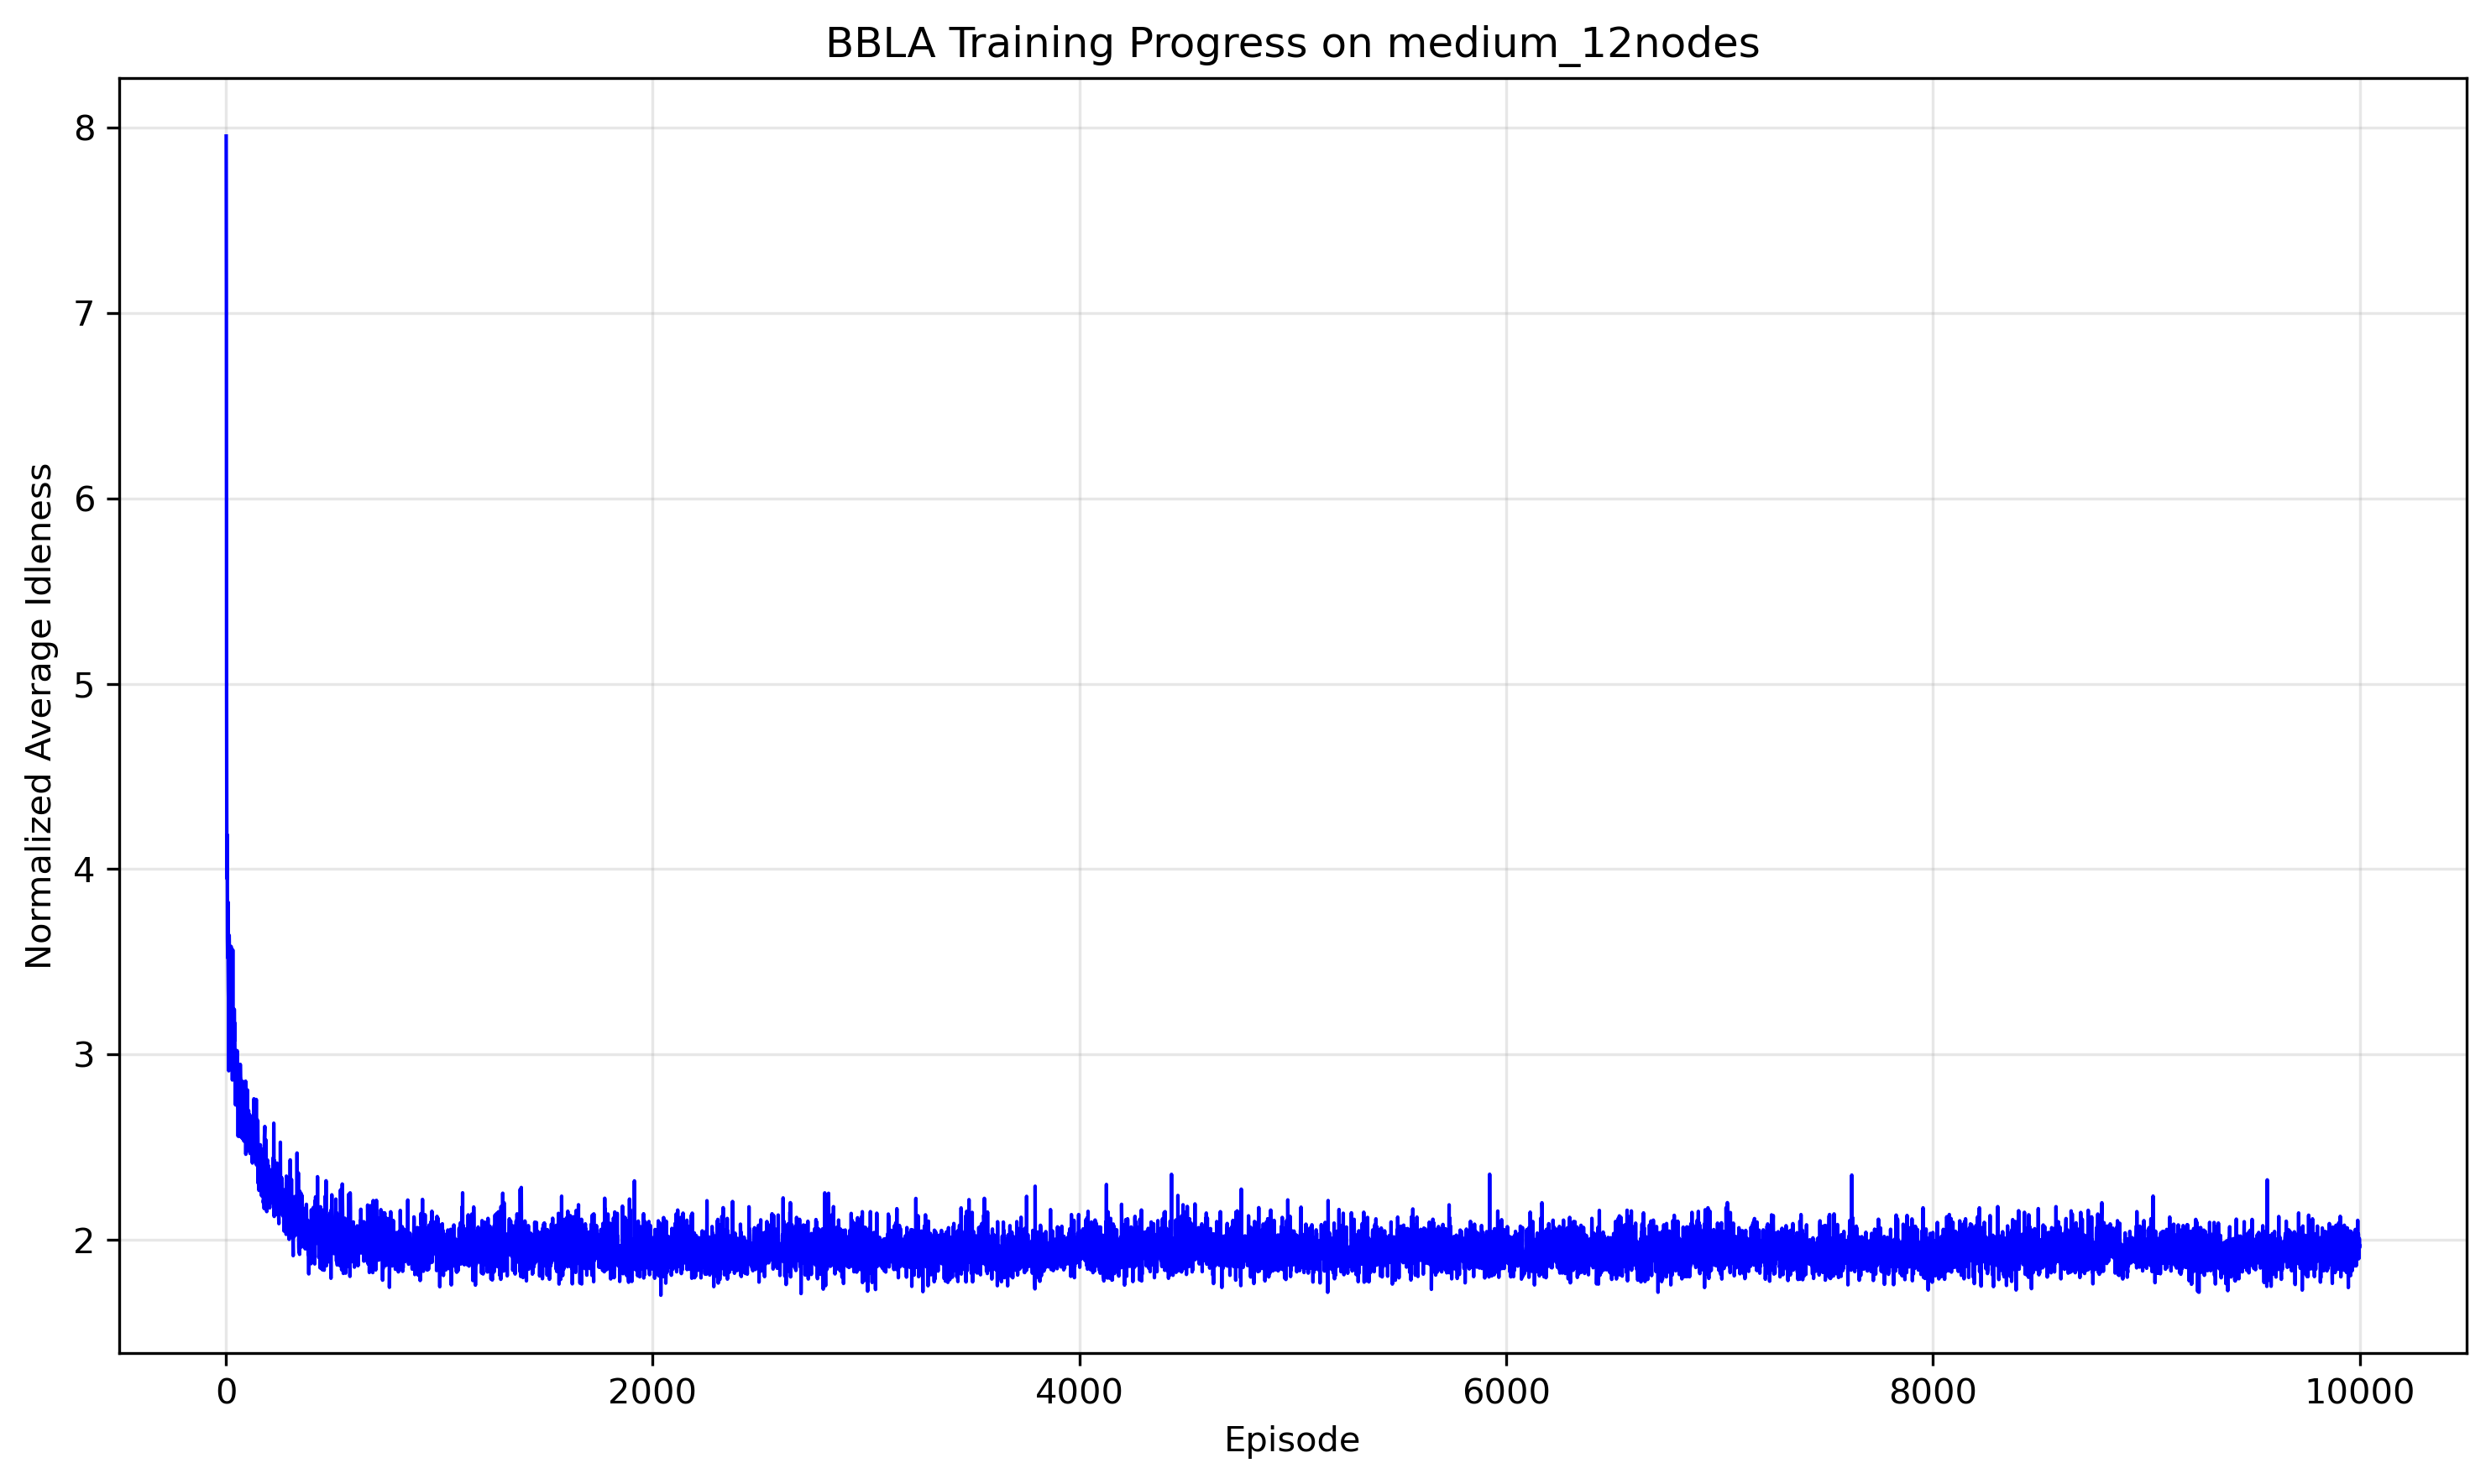 BBLA Training Progress on medium_12nodes
Normalized Average Idleness
8
7
6
5
4
3
2
0 2000 4000 6000 8000 10000
Episode